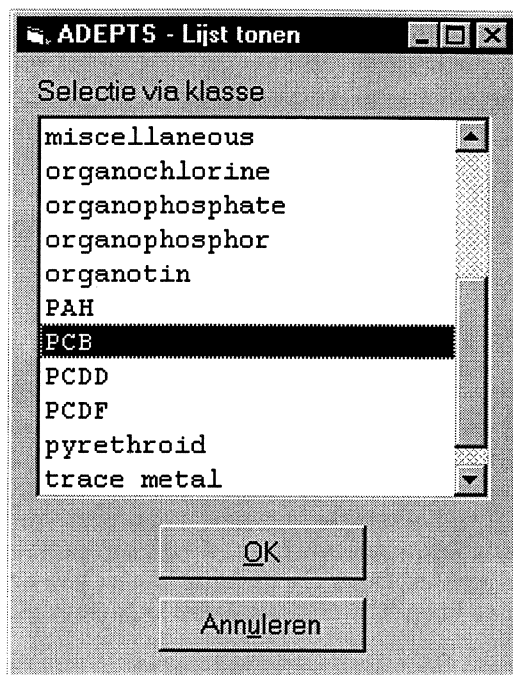 ADEPTS - Lijst tonen
Selectie via klasse
miscellaneous
organochlorine
organophosphate
organophosphor
organotin
PAH
PCB
PCDD
PCDF
pyrethroid
trace metal
OK
Annuleren